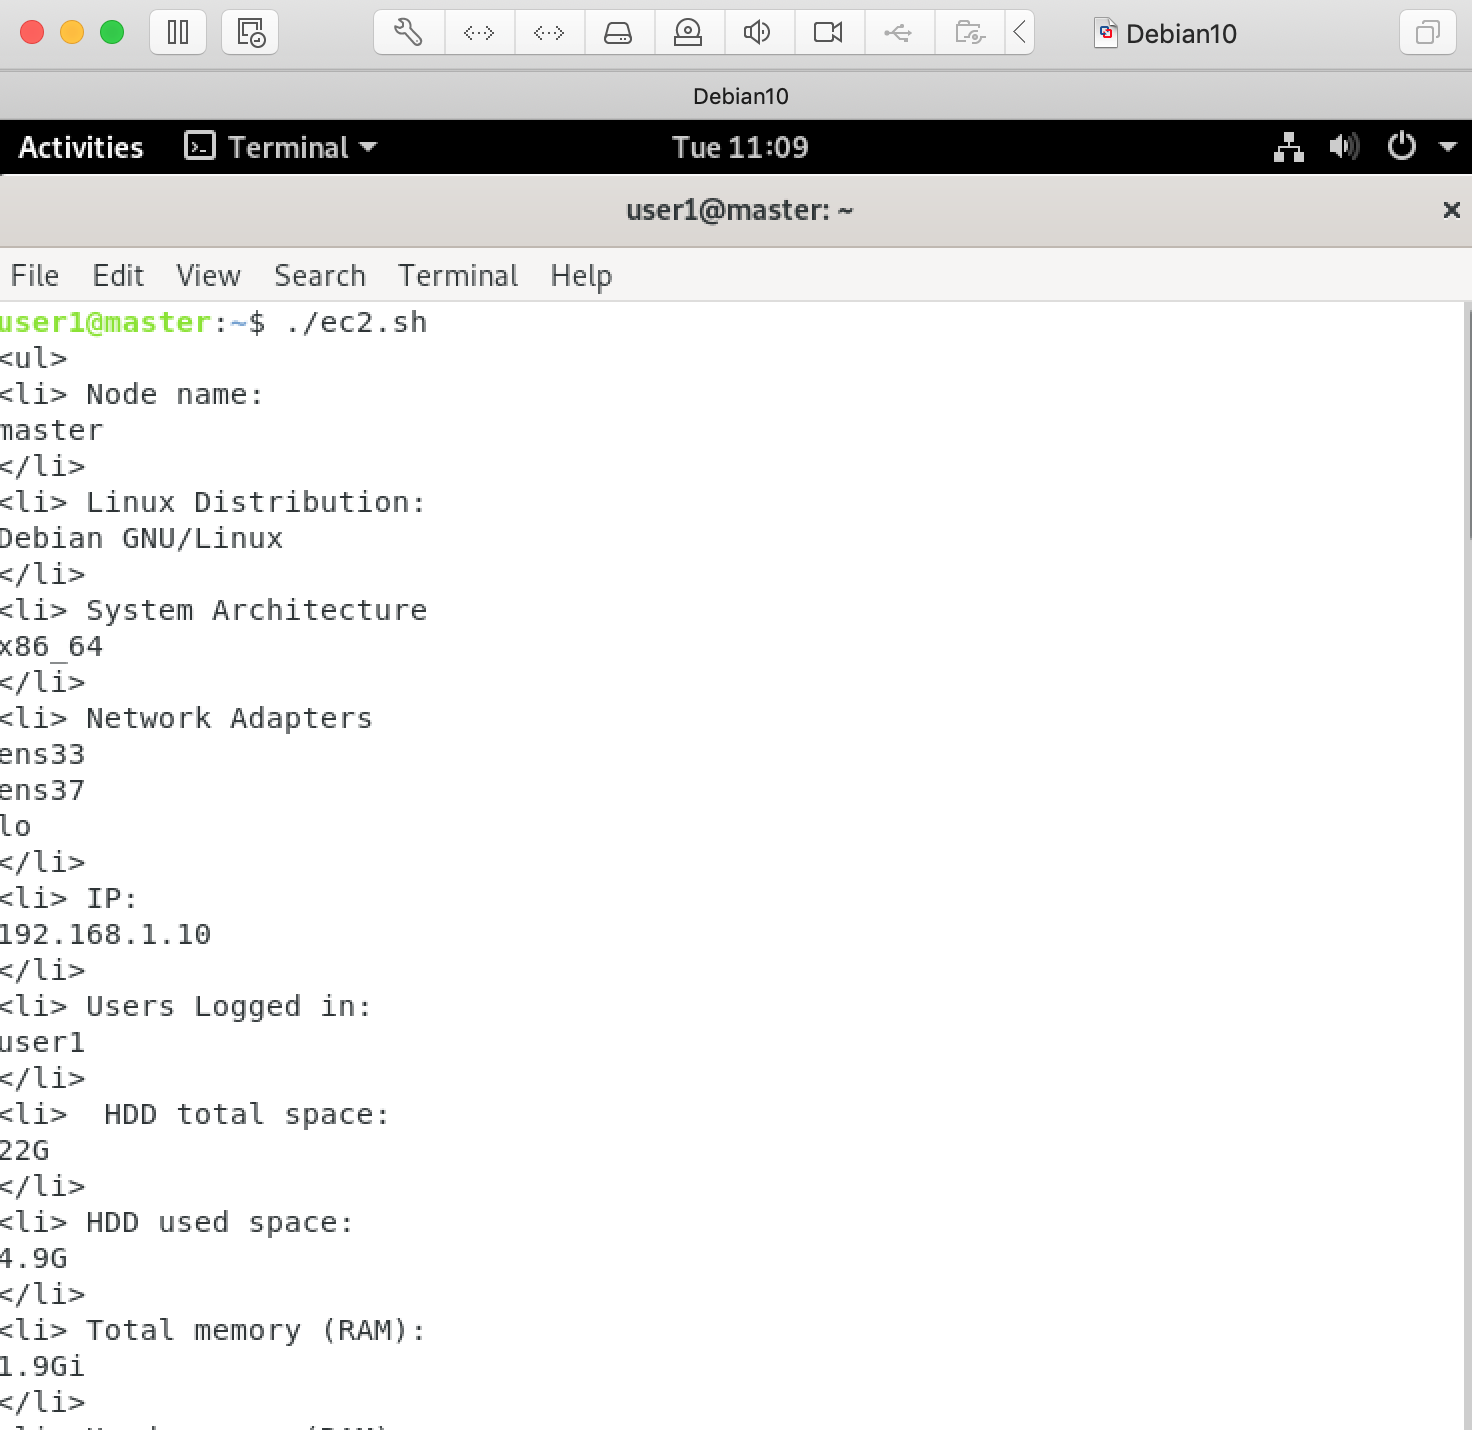 Debian10
Debian10
Activities Terminal Tue 11:09
user1@master: ~
File Edit View Search Terminal Help
user1@master:~$ ./ec2.sh
<ul>
<li> Node name:
master
</li>
<li> Linux Distribution:
Debian GNU/Linux
</li>
<li> System Architecture
x86_64
</li>
<li> Network Adapters
ens33
ens37
lo
</li>
<li> IP:
192.168.1.10
</li>
<li> Users Logged in:
user1
</li>
<li>  HDD total space:
22G
</li>
<li> HDD used space:
4.9G
</li>
<li> Total memory (RAM):
1.9Gi
</li>